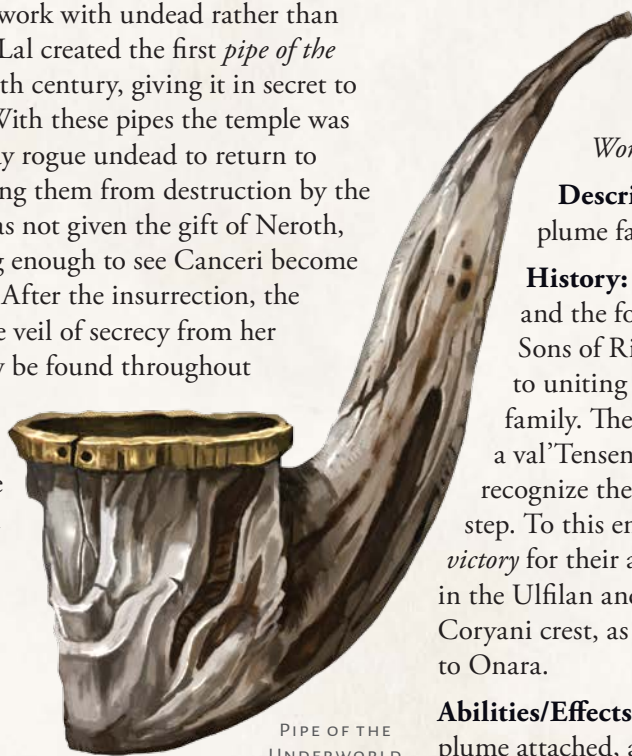 work with undead rather than
Lal created the first pipe of the
th century, giving it in secret to
With these pipes the temple was
y rogue undead to return to
ing them from destruction by the
as not given the gift of Neroth,
g enough to see Canceri become
After the insurrection, the
e veil of secrecy from her
y be found throughout
e
PIPE OF THE
UNDERWORLD
Wor
Descri
plume fa
History:
and the fo
Sons of Ri
to uniting
family. The
a val'Tensen
recognize the
step. To this en
victory for their a
in the Ulfilan and
Coryani crest, as
to Onara.
Abilities/Effects
plume attached, a